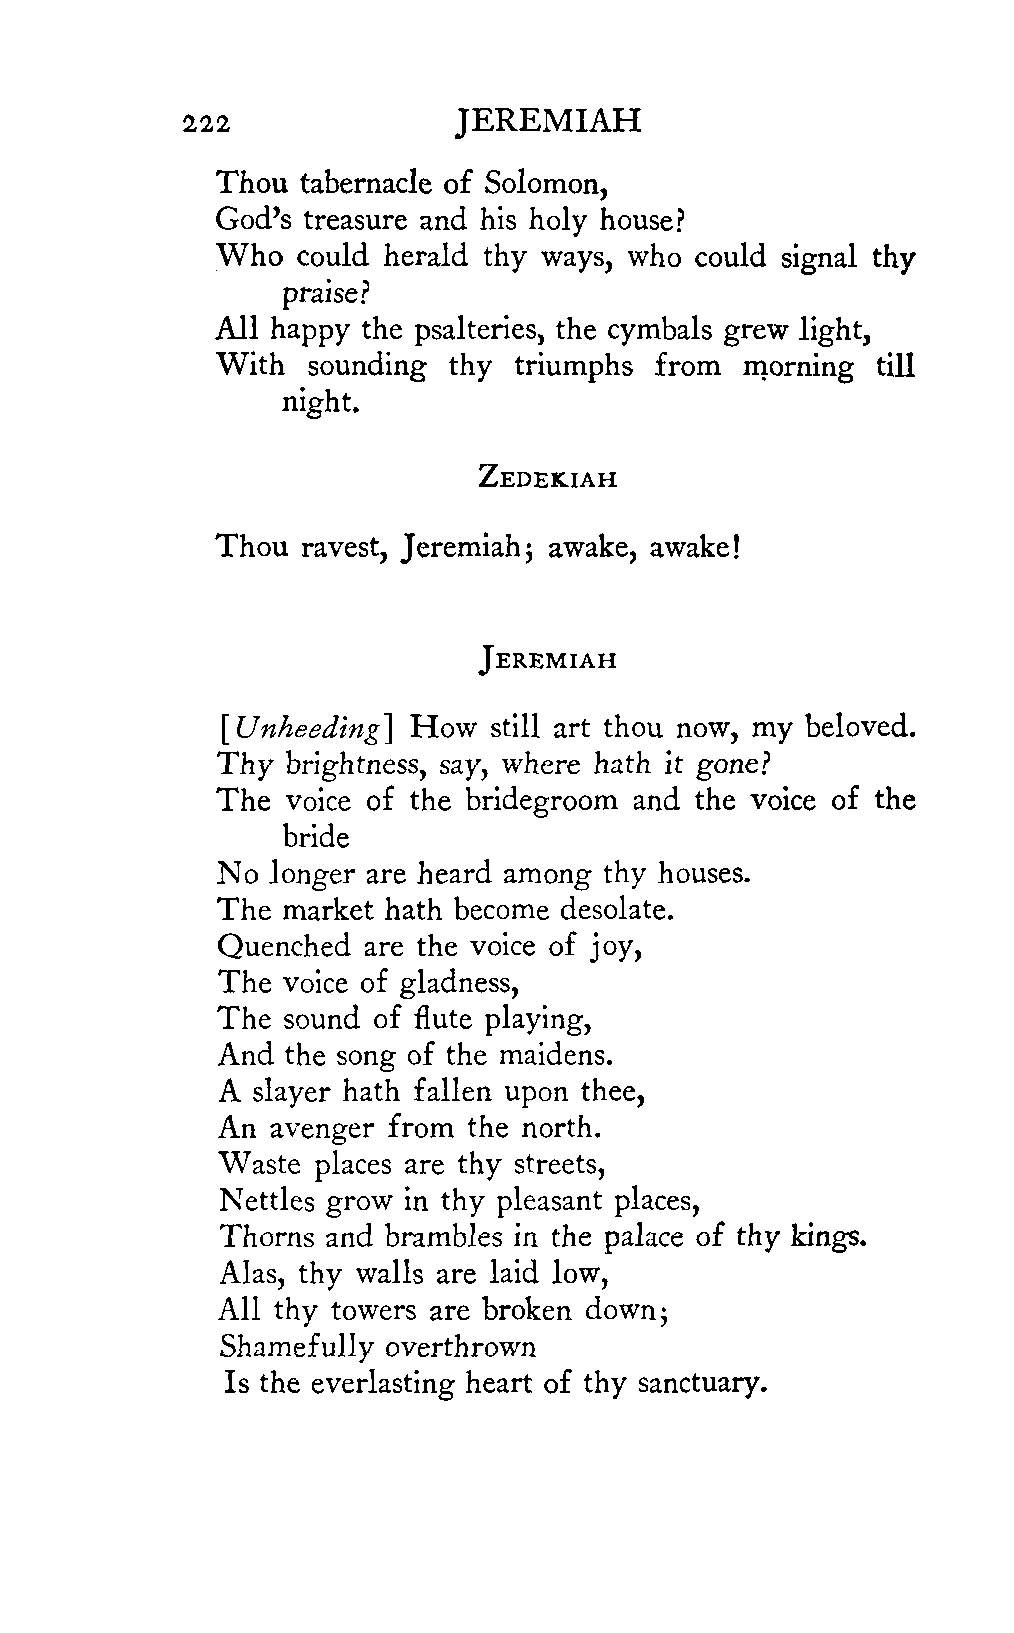 222 JEREMIAH
Thou tabernacle of Solomon,
God's treasure and his holy house?
Who could herald thy ways, who could signal thy
praise?
All happy the psalteries, the cymbals grew light,
With sounding thy triumphs from morning till
night.
ZEDEKIAH
Thou ravest, Jeremiah; awake, awake!
JEREMIAH
[Unheeding] How still art thou now, my beloved.
Thy brightness, say, where hath it gone?
The voice of the bridegroom and the voice of the
bride
No longer are heard among thy houses.
The market hath become desolate.
Quenched are the voice of joy,
The voice of gladness,
The sound of flute playing,
And the song of the maidens.
A slayer hath fallen upon thee,
An avenger from the north.
Waste places are thy streets,
Nettles grow in thy pleasant places,
Thorns and brambles in the palace of thy kings.
Alas, thy walls are laid low,
All thy towers are broken down;
Shamefully overthrown
Is the everlasting heart of thy sanctuary.